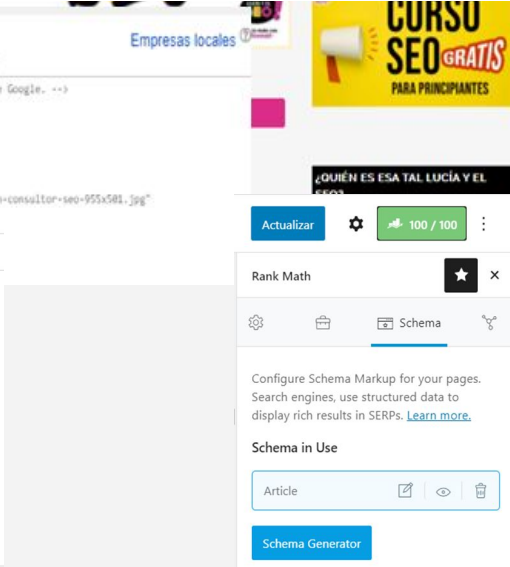 CURSO
SEO GRATIS
PARA PRINCIPIANTES
Empresas locales
Google. -->
¿QUIÉN ES ESA TAL LUCÍA Y EL
SEO?
-consultor-seo-955x501.jpg"
Actualizar
100 / 100
Rank Math
Schema
Configure Schema Markup for your pages.
Search engines, use structured data to
display rich results in SERPs. Learn more.
Schema in Use
Article
Schema Generator